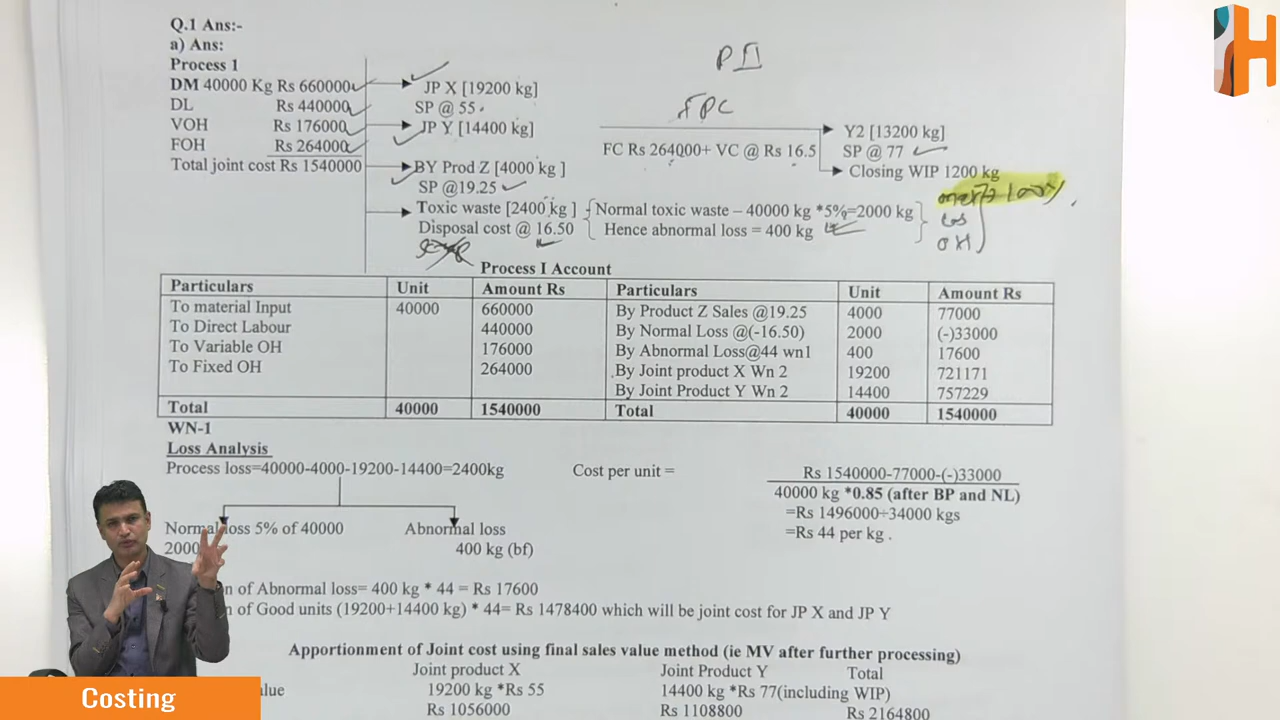 H
Q.1 Ans:-
a) Ans:
Process 1
DM 40000 Kg Rs 660000
DL Rs 440000
VOH Rs 176000
FOH Rs 264000
Total joint cost Rs 1540000
JP X [19200 kg]
SP @ 55
JP Y [14400 kg]
BY Prod Z [4000 kg ]
SP @19.25
Toxic waste [2400 kg ]
Disposal cost @ 16.50
Normal toxic waste – 40000 kg *5%=2000 kg
Hence abnormal loss = 400 kg
P II
FPC
FC Rs 264000+ VC @ Rs 16.5
Y2 [13200 kg]
SP @ 77
Closing WIP 1200 kg
OH
Process I Account
Particulars Unit Amount Rs Particulars Unit Amount Rs
To material Input 40000 660000 By Product Z Sales @19.25 4000 77000
To Direct Labour 440000 By Normal Loss @(-16.50) 2000 (-)33000
To Variable OH 176000 By Abnormal Loss@44 wn1 400 17600
To Fixed OH 264000 By Joint product X Wn 2 19200 721171
By Joint Product Y Wn 2 14400 757229
Total 40000 1540000 Total 40000 1540000
WN-1
Loss Analysis
Process loss=40000-4000-19200-14400=2400kg
Cost per unit = Rs 1540000-77000-(-)33000
40000 kg *0.85 (after BP and NL)
=Rs 1496000÷34000 kgs
=Rs 44 per kg .
Normal loss 5% of 40000 Abnormal loss
2000 400 kg (bf)
n of Abnormal loss= 400 kg * 44 = Rs 17600
n of Good units (19200+14400 kg) * 44= Rs 1478400 which will be joint cost for JP X and JP Y
Apportionment of Joint cost using final sales value method (ie MV after further processing)
Joint product X Joint Product Y Total
alue 19200 kg *Rs 55 14400 kg *Rs 77(including WIP)
Rs 1056000 Rs 1108800 Rs 2164800
Costing